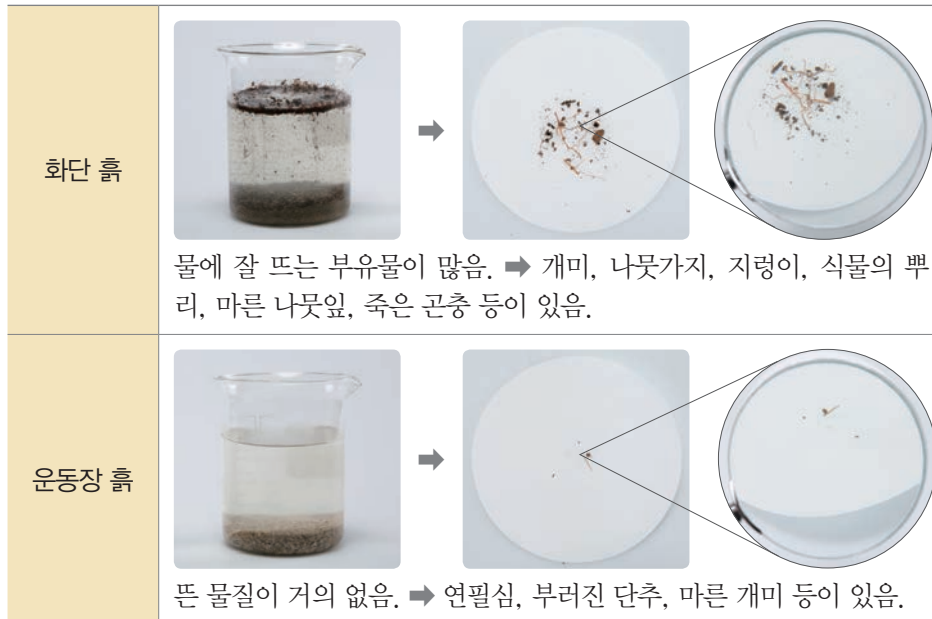 화단 흙
물에 잘 뜨는 부유물이 많음. ➡ 개미, 나뭇가지, 지렁이, 식물의 뿌
리, 마른 나뭇잎, 죽은 곤충 등이 있음.
운동장 흙
뜬 물질이 거의 없음. ➡ 연필심, 부러진 단추, 마른 개미 등이 있음.